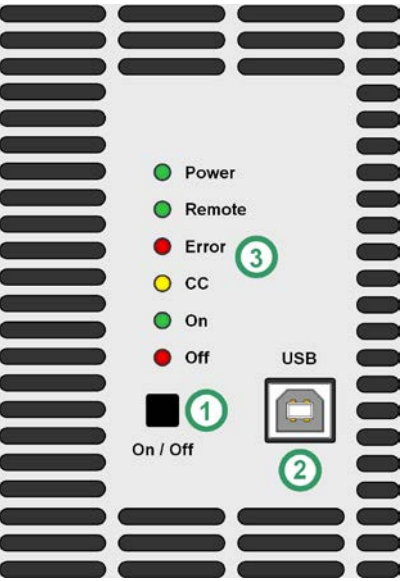 Power
Remote
Error
3
CC
On
Off
USB
1
On / Off
2